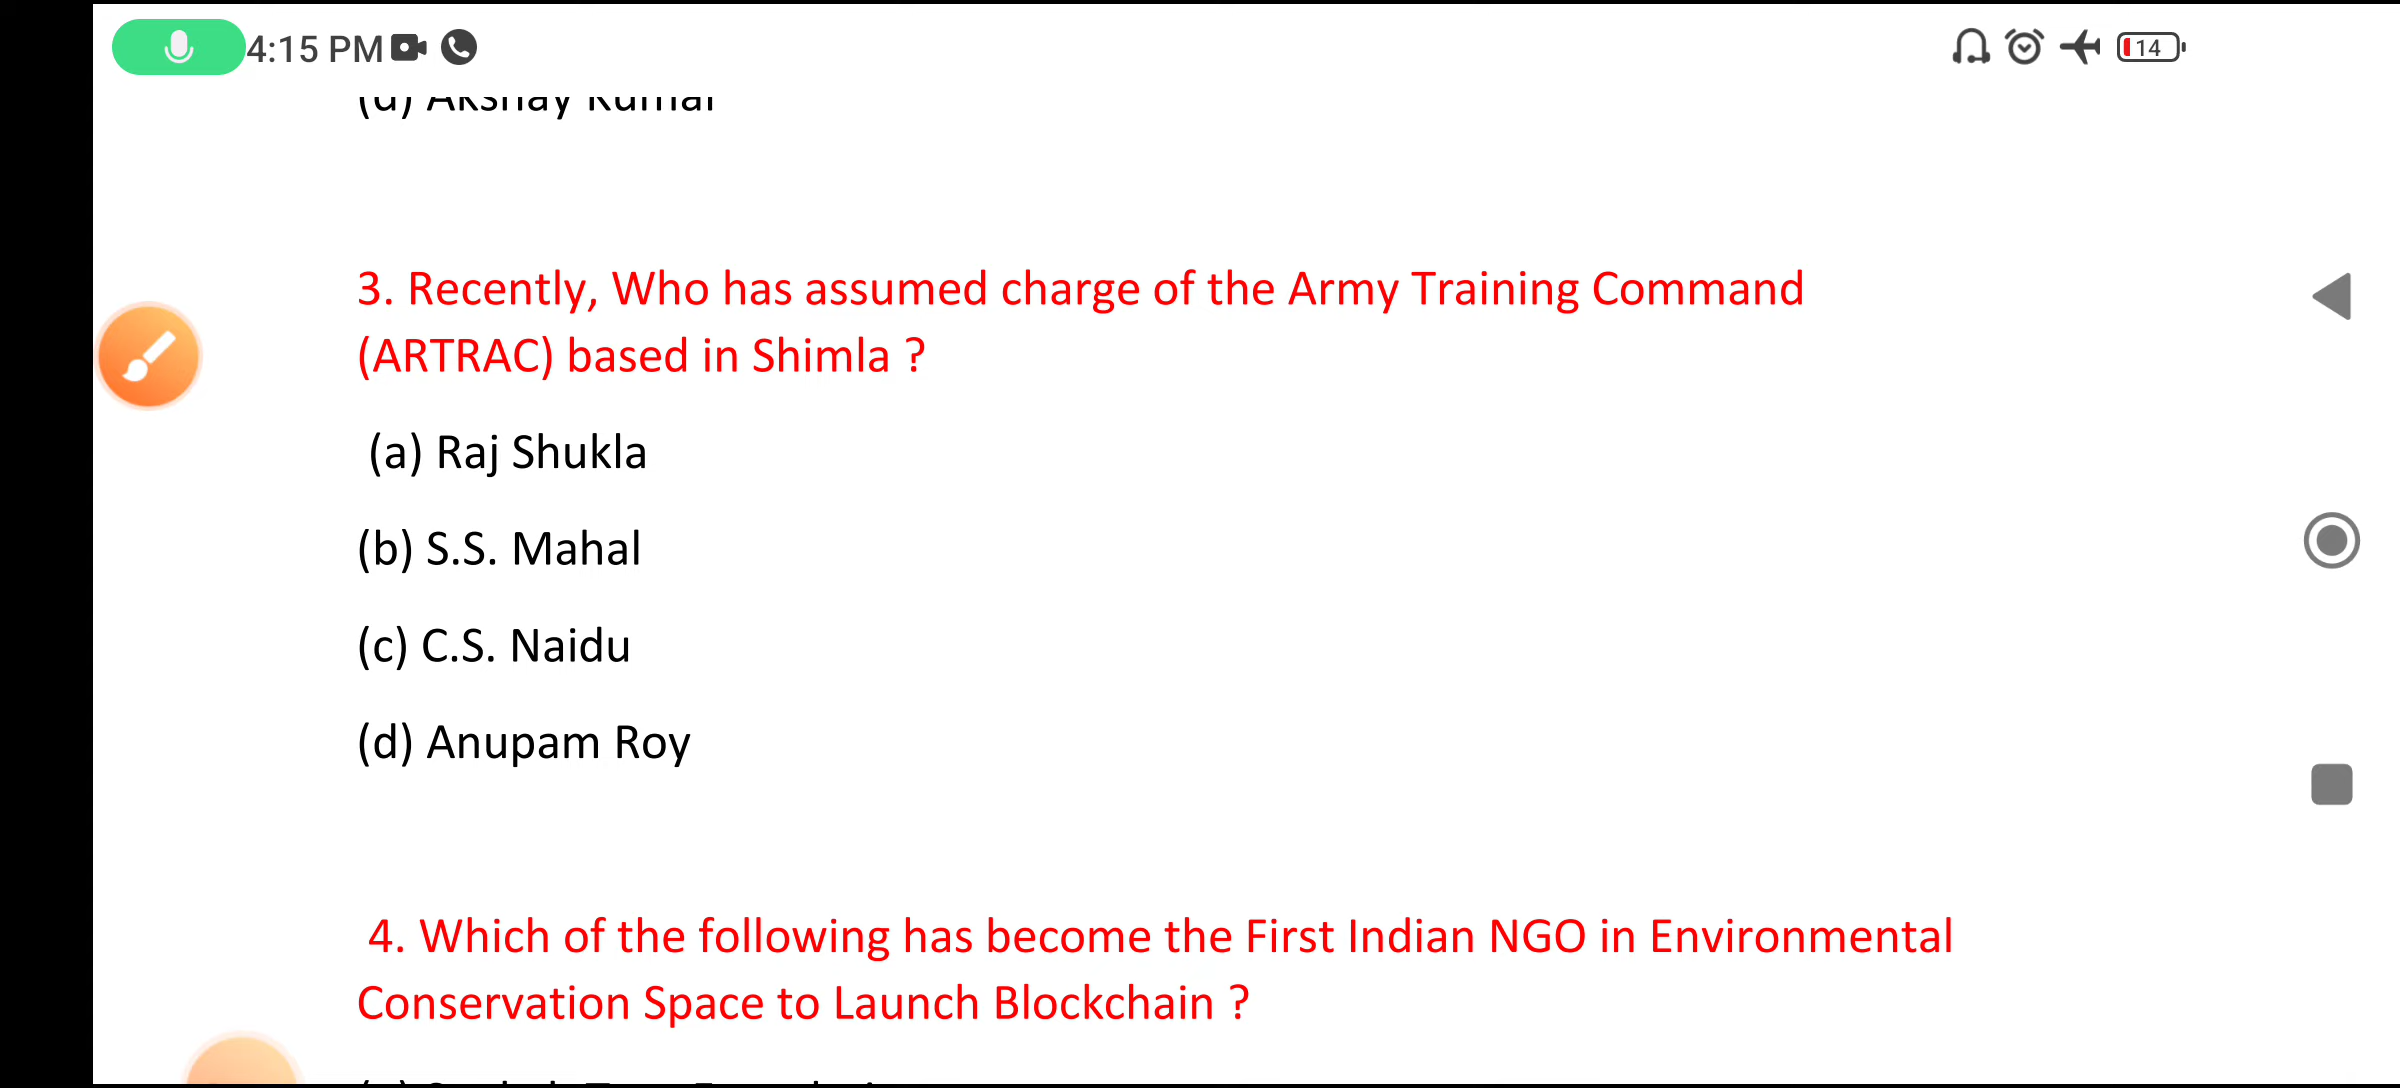 4:15 PM
14
(d) Akshay Kumar
3. Recently, Who has assumed charge of the Army Training Command
(ARTRAC) based in Shimla ?
(a) Raj Shukla
(b) S.S. Mahal
(c) C.S. Naidu
(d) Anupam Roy
4. Which of the following has become the First Indian NGO in Environmental
Conservation Space to Launch Blockchain ?